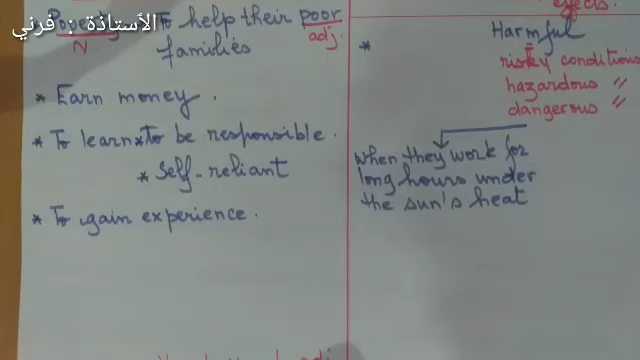 الأستاذة : فرني
To help their poor
N
adj.
families
* Earn money.
* To learn * To be responsible.
* Self-reliant
* To gain experience.
effects.
Harmful
*
=
risky conditions
hazardous "
dangerous "
when they work for
long hours under
the sun's heat